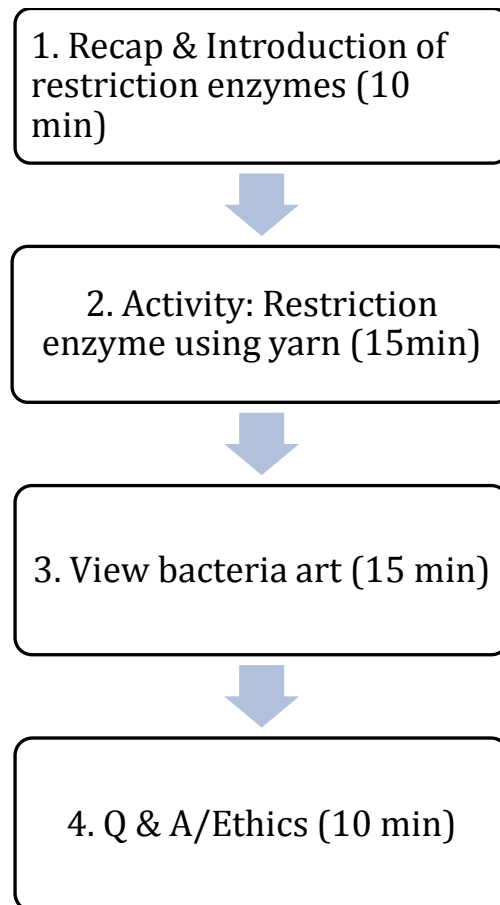 1. Recap & Introduction of
restriction enzymes (10
min)
2. Activity: Restriction
enzyme using yarn (15min)
3. View bacteria art (15 min)
4. Q & A/Ethics (10 min)